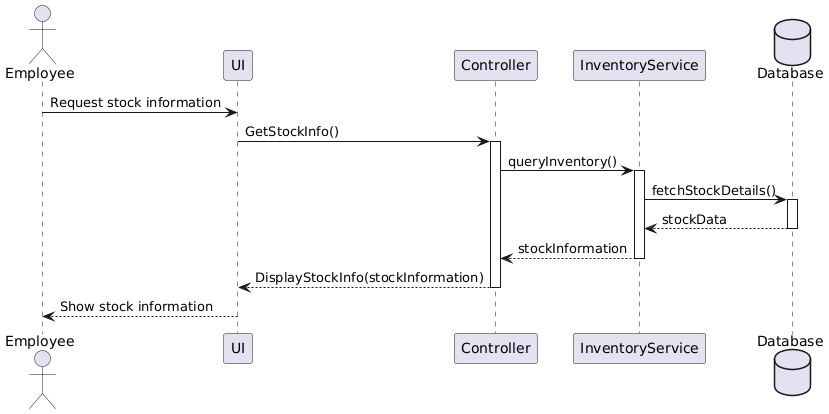 Employee
UI
Controller
InventoryService
Database
Request stock information
GetStockInfo()
queryInventory()
fetchStockDetails()
stockData
stockInformation
DisplayStockInfo(stockInformation)
Show stock information
Employee
UI
Controller
InventoryService
Database